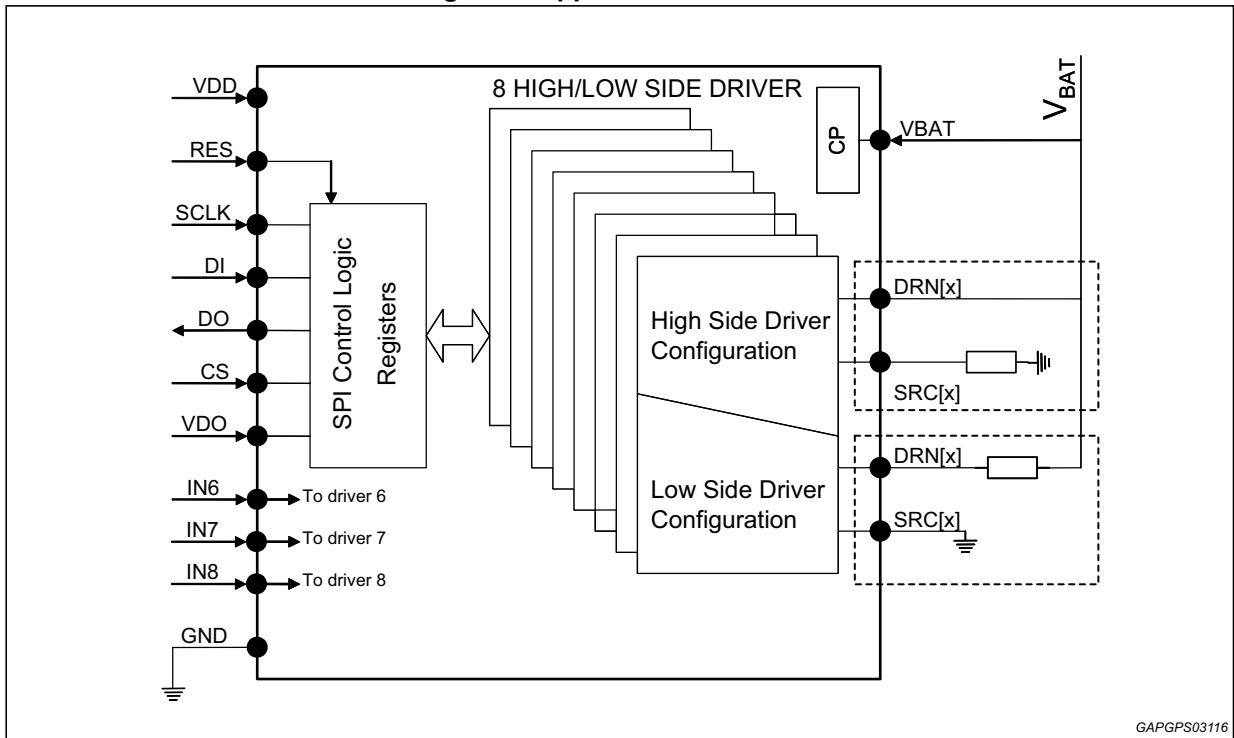 8 HIGH/LOW SIDE DRIVER
VDD
RES
SCLK
DI
DO
CS
VDO
IN6
IN7
IN8
GND
SPI Control Logic
Registers
To driver 6
To driver 7
To driver 8
CP
VBAT
VBAT
High Side Driver
Configuration
Low Side Driver
Configuration
DRN[x]
SRC[x]
DRN[x]
SRC[x]
GAPGPS03116